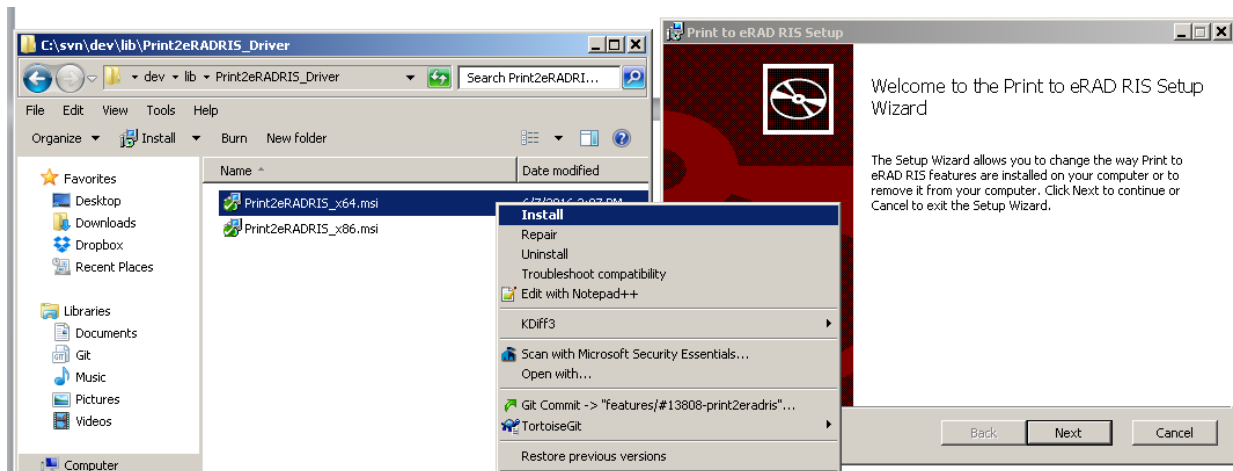 C:\svn\dev\lib\Print2eRADRIS_Driver
dev lib Print2eRADRIS_Driver
Search Print2eRADRI...
File Edit View Tools Help
Organize Install Burn New folder
Favorites
Desktop
Downloads
Dropbox
Recent Places
Libraries
Documents
Git
Music
Pictures
Videos
Computer
Name Date modified
Print2eRADRIS_x64.msi 6/7/2016 2:07 PM
Print2eRADRIS_x86.msi
Install
Repair
Uninstall
Troubleshoot compatibility
Edit with Notepad++
KDiff3
Scan with Microsoft Security Essentials...
Open with...
Git Commit -> "features/#13808-print2eradris"...
TortoiseGit
Restore previous versions
Print to eRAD RIS Setup
Welcome to the Print to eRAD RIS Setup
Wizard
The Setup Wizard allows you to change the way Print to
eRAD RIS features are installed on your computer or to
remove it from your computer. Click Next to continue or
Cancel to exit the Setup Wizard.
Back Next Cancel